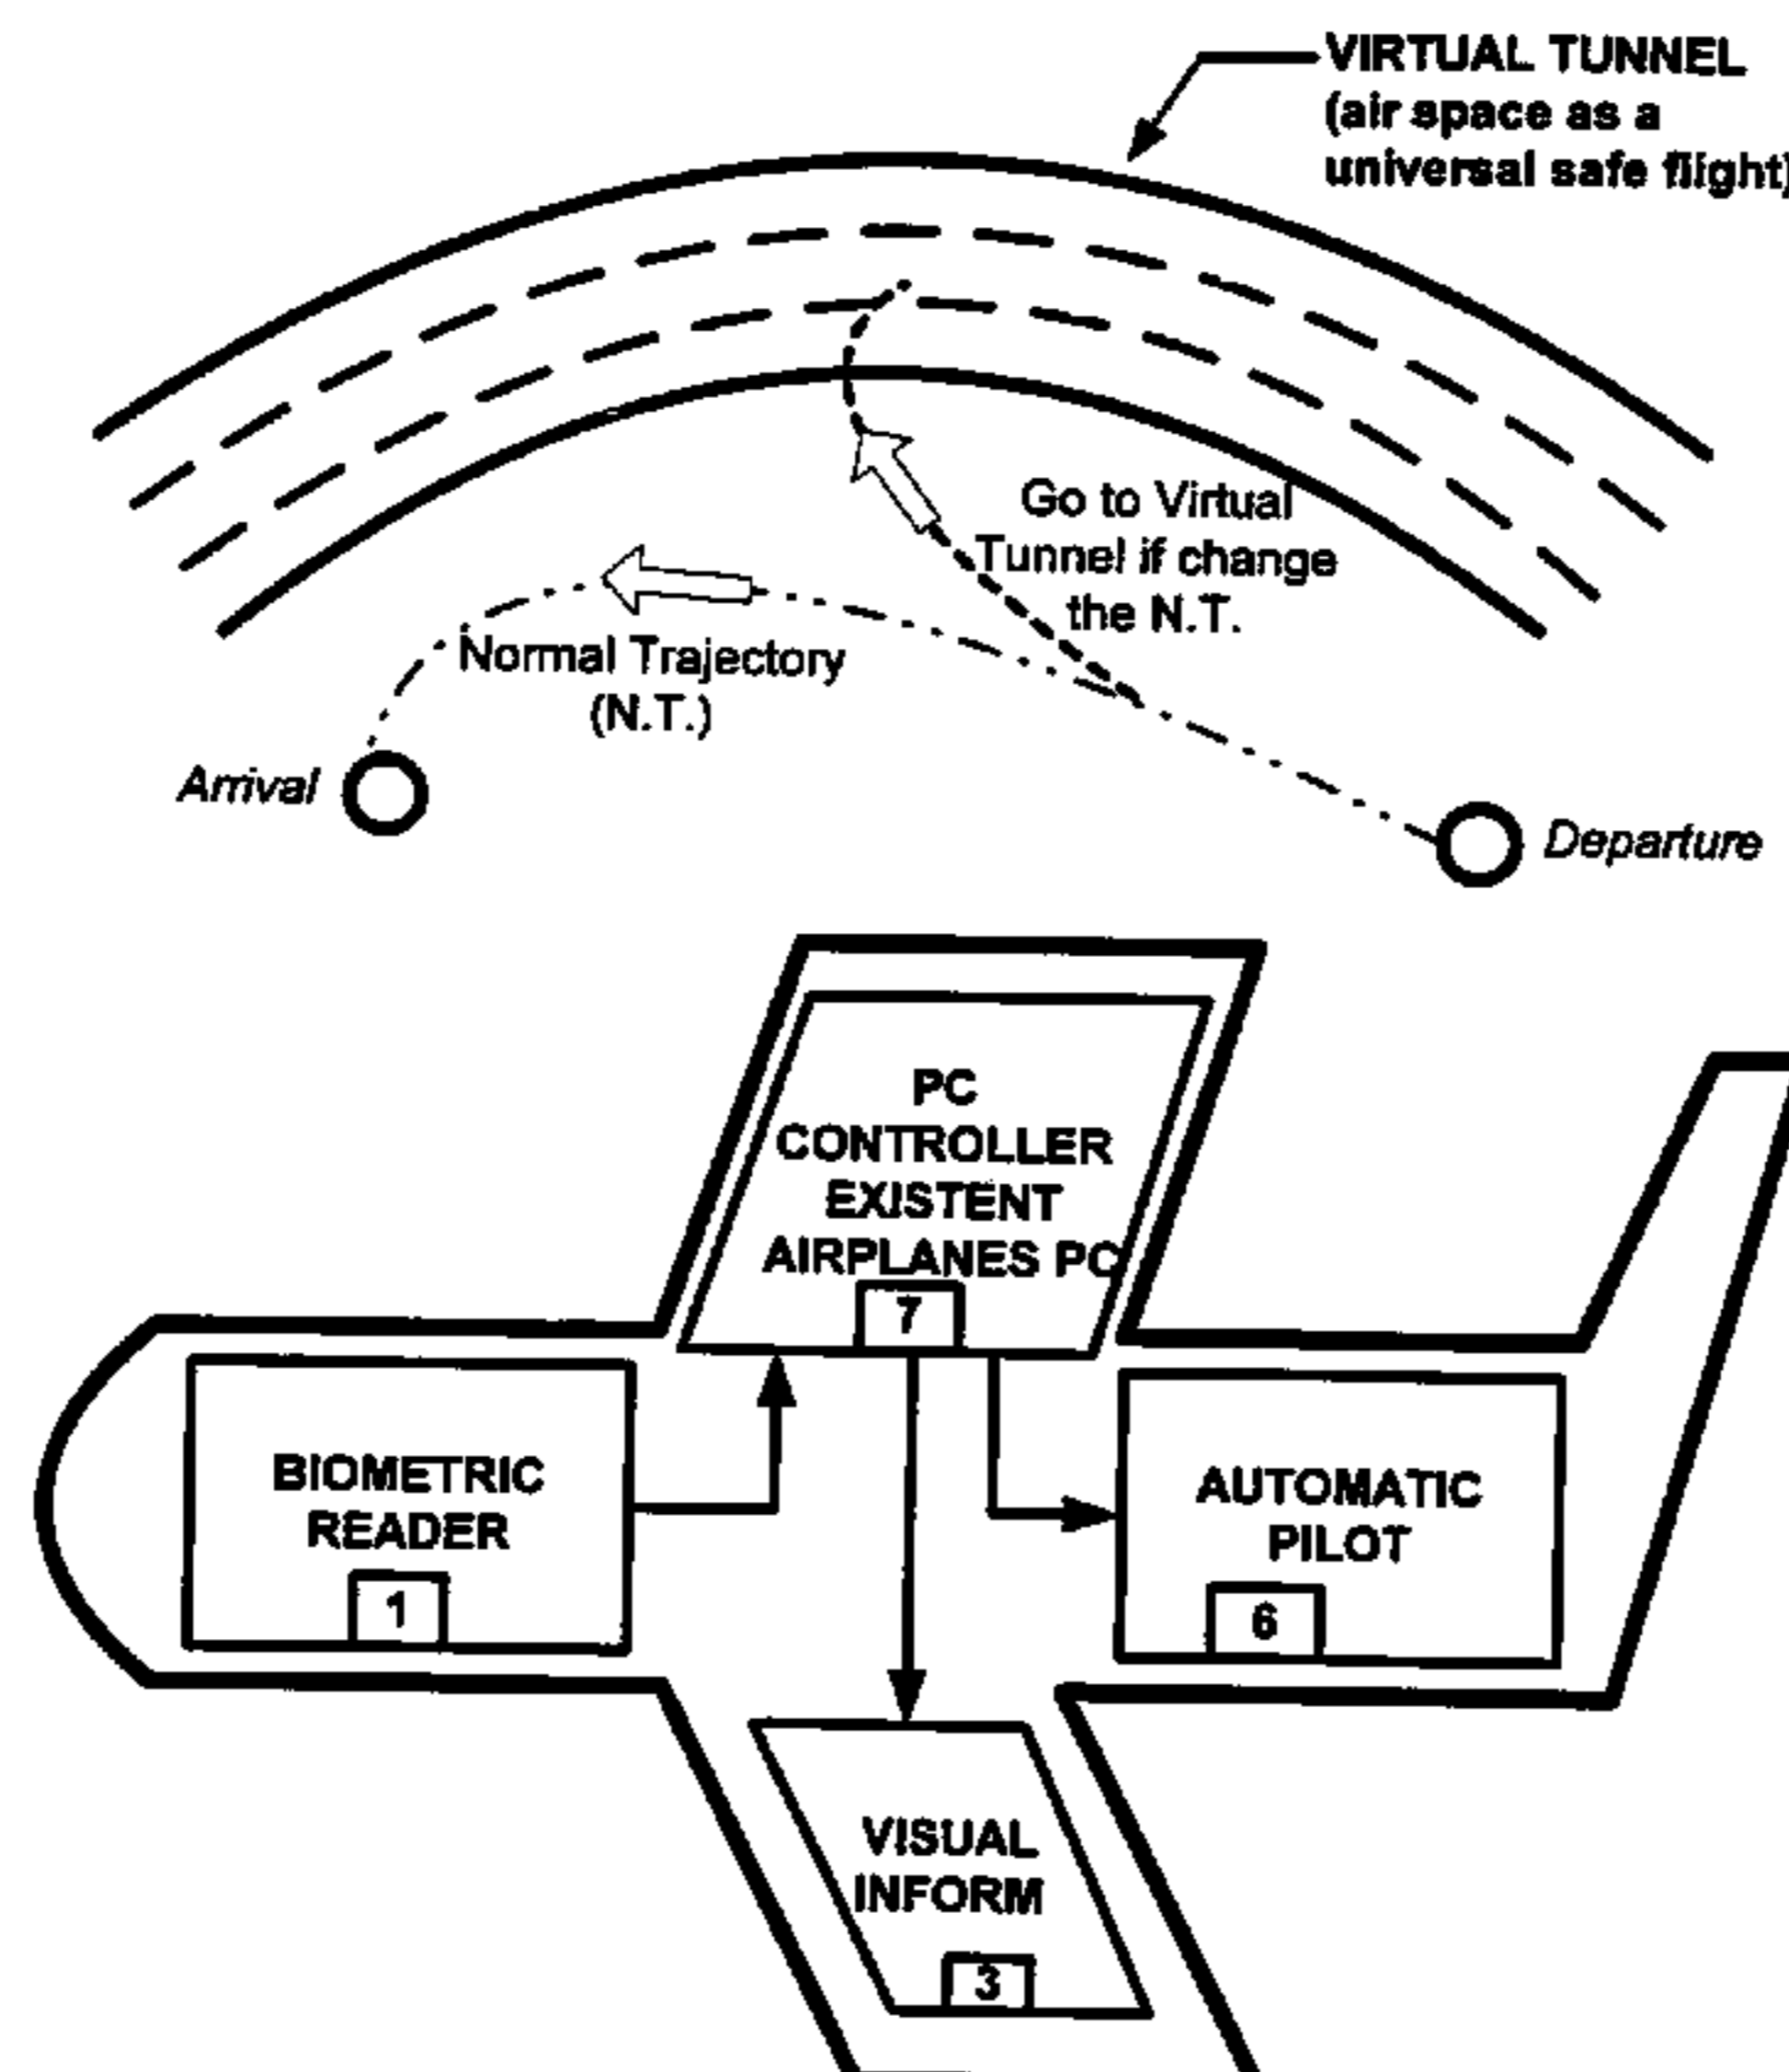 VIRTUAL TUNNEL
(air space as a
universal safe flight)
Go to Virtual
Tunnel if change
the N.T.
Normal Trajectory
(N.T.)
Arrival
Departure
PC
CONTROLLER
EXISTENT
AIRPLANES PC
7
BIOMETRIC
READER
1
AUTOMATIC
PILOT
6
VISUAL
INFORM
3